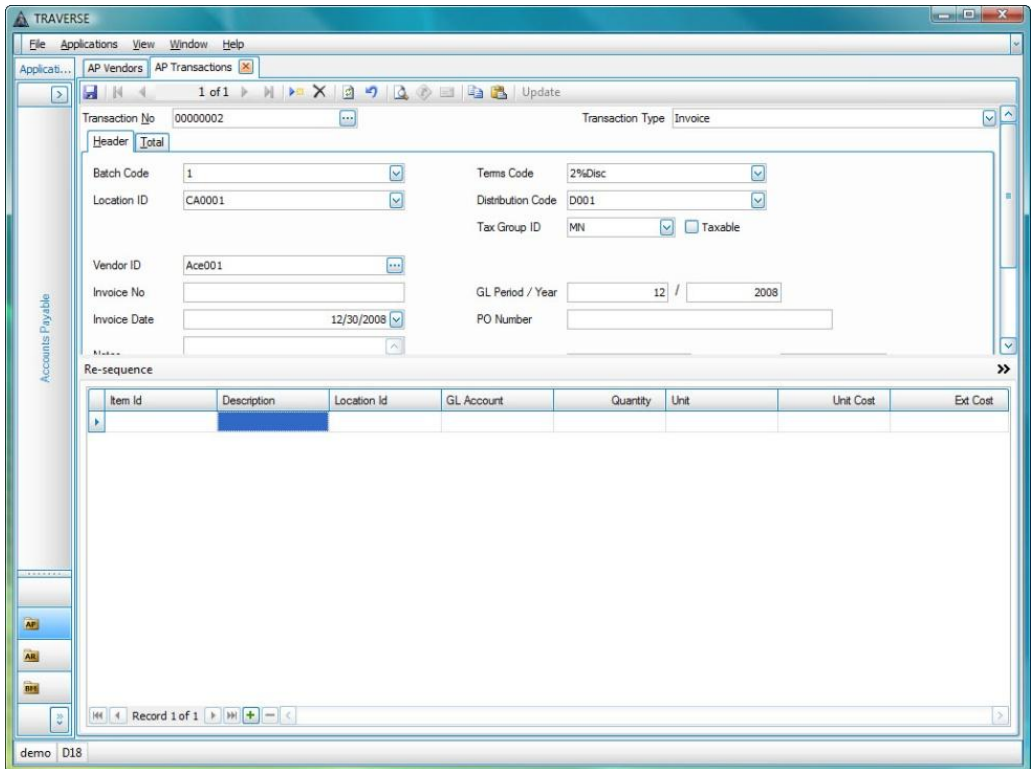 TRAVERSE
File Applications View Window Help
Applicati... AP Vendors AP Transactions
1 of 1 Update
Transaction No 00000002 Transaction Type Invoice
Header Total
Batch Code 1 Terms Code 2%Disc
Location ID CA0001 Distribution Code D001
Tax Group ID MN Taxable
Vendor ID Ace001
Invoice No GL Period / Year 12 / 2008
Invoice Date 12/30/2008 PO Number
Notes
Accounts Payable
Re-sequence
Item Id Description Location Id GL Account Quantity Unit Unit Cost Ext Cost
AP
AR
Record 1 of 1
demo D18